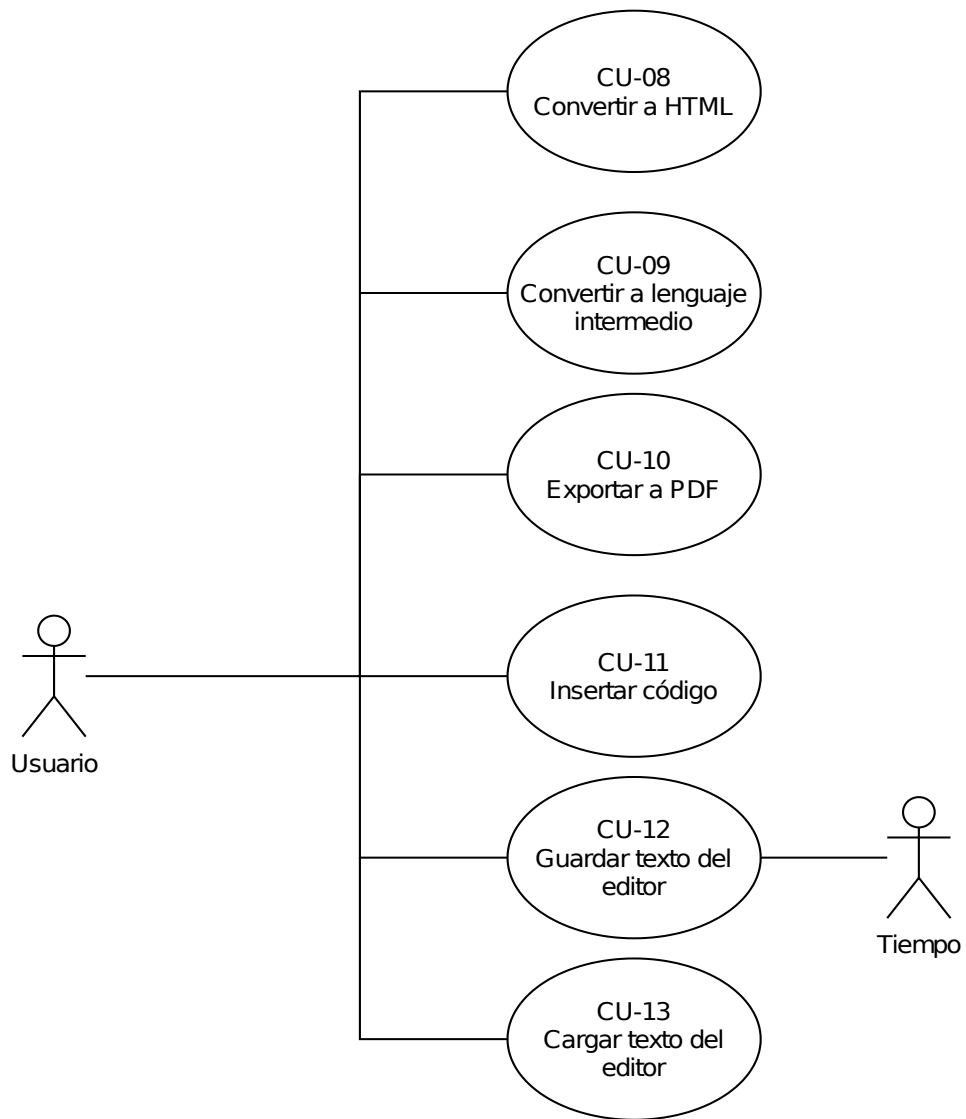 CU-08
Convertir a HTML
CU-09
Convertir a lenguaje
intermedio
CU-10
Exportar a PDF
CU-11
Insertar código
Usuario
CU-12
Guardar texto del
editor
Tiempo
CU-13
Cargar texto del
editor